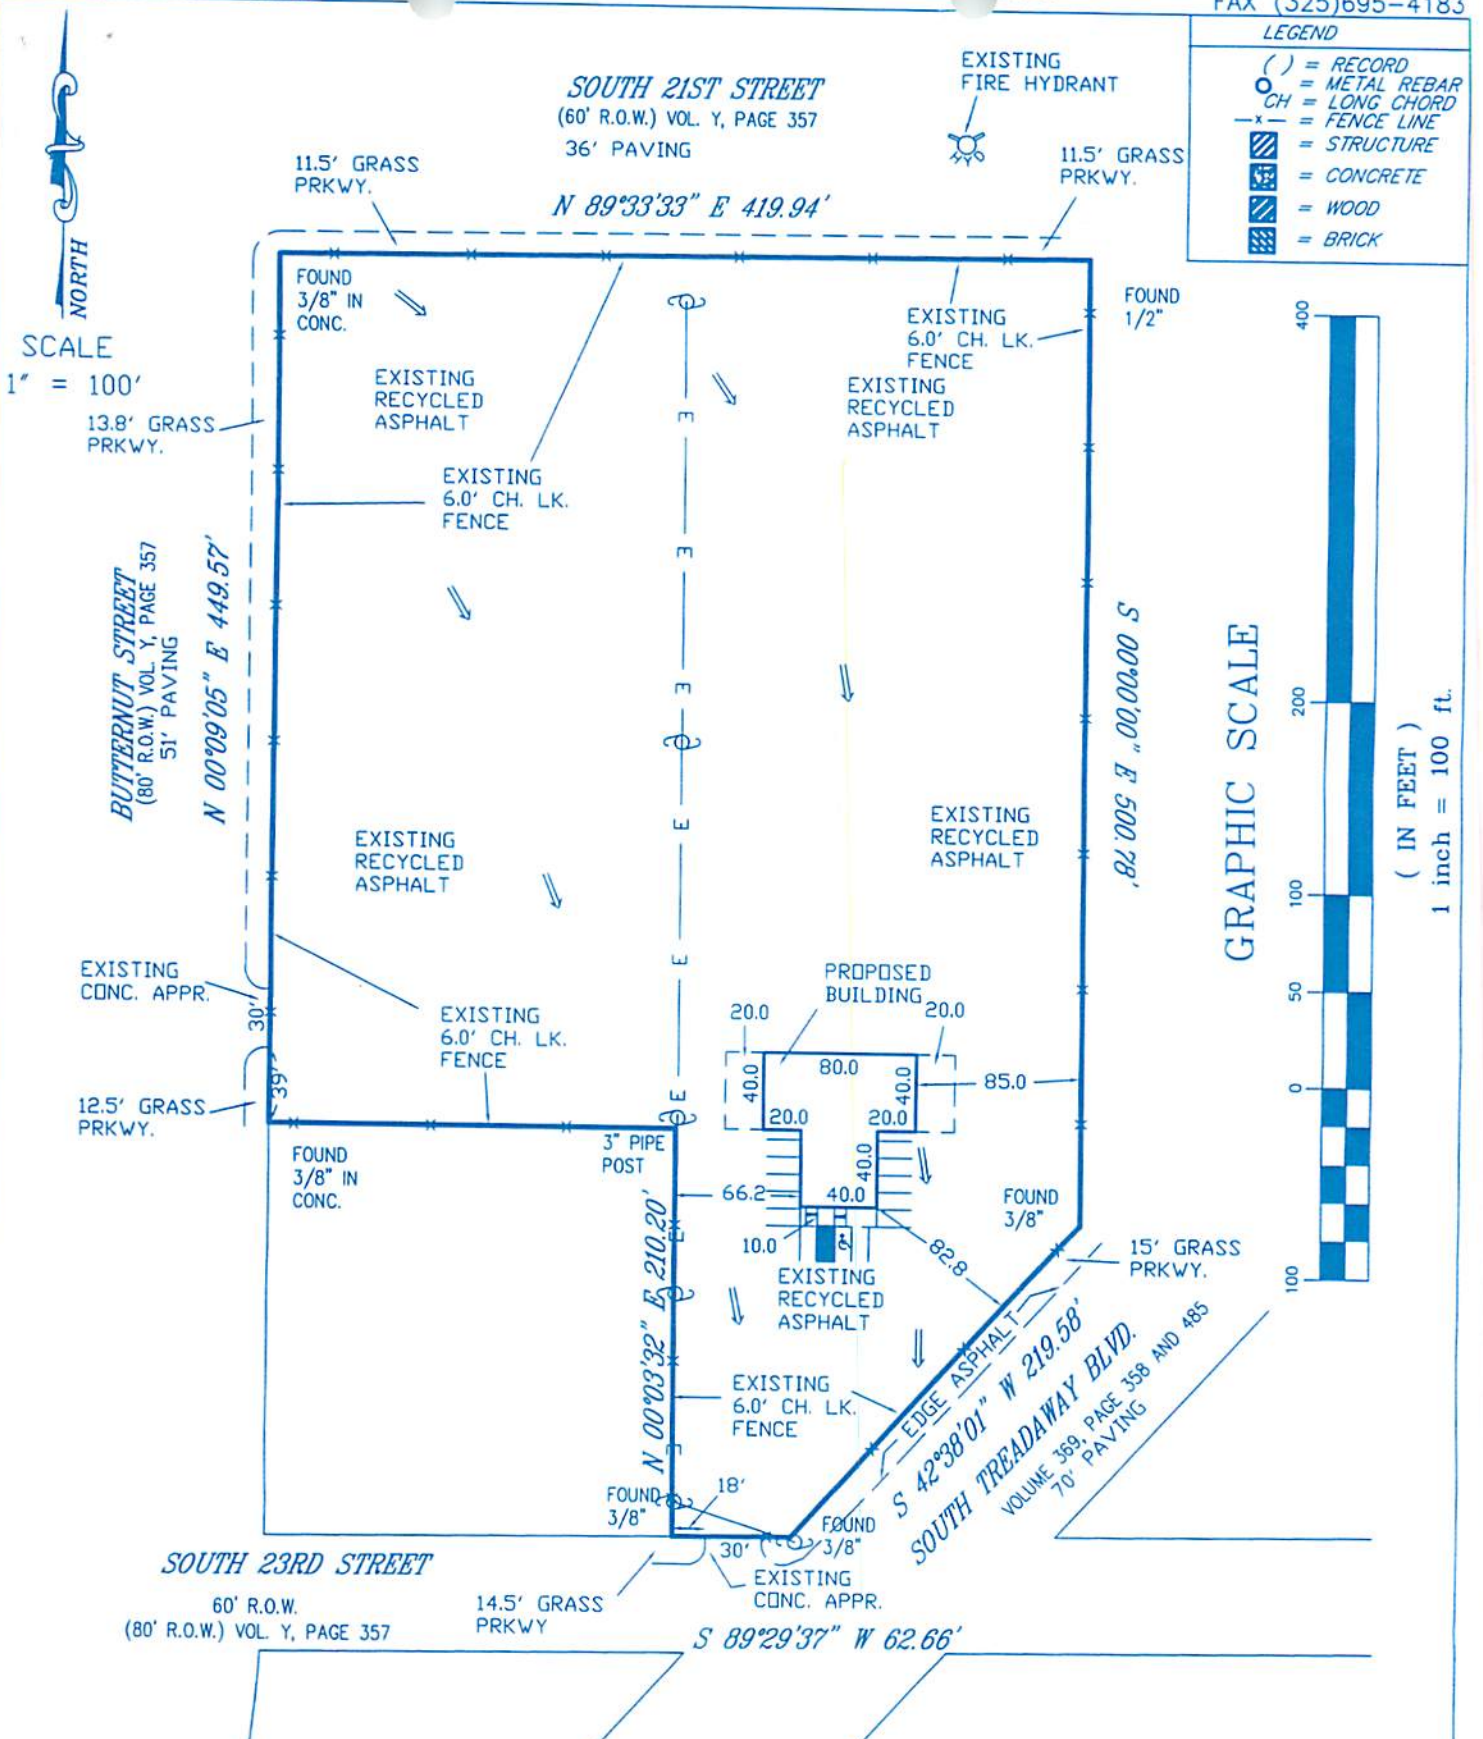 FAX (325)695-4183
LEGEND
( ) = RECORD
O = METAL REBAR
CH = LONG CHORD
—x— = FENCE LINE
= STRUCTURE
= CONCRETE
= WOOD
= BRICK
NORTH
SCALE
1" = 100'
SOUTH 21ST STREET
(60' R.O.W.) VOL. Y, PAGE 357
36' PAVING
EXISTING
FIRE HYDRANT
HYD
11.5' GRASS
PRKWY.
11.5' GRASS
PRKWY.
N 89°33'33" E 419.94'
FOUND
3/8" IN
CONC.
FOUND
1/2"
EXISTING
6.0' CH. LK.
FENCE
EXISTING
RECYCLED
ASPHALT
EXISTING
RECYCLED
ASPHALT
13.8' GRASS
PRKWY.
EXISTING
6.0' CH. LK.
FENCE
E
E
E
E
E
E
E
E
BUTTERNUT STREET
(80' R.O.W.) VOL. Y, PAGE 357
51' PAVING
N 00°09'05" E 449.57'
S 00°00'00" E 500.78'
EXISTING
RECYCLED
ASPHALT
EXISTING
RECYCLED
ASPHALT
GRAPHIC SCALE
400
200
100
50
0
100
( IN FEET )
1 inch = 100 ft.
EXISTING
CONC. APPR.
30'
39'
12.5' GRASS
PRKWY.
EXISTING
6.0' CH. LK.
FENCE
PROPOSED
BUILDING
20.0
20.0
80.0
40.0
40.0
20.0
20.0
85.0
40.0
40.0
66.2
10.0
82.8
FOUND
3/8" IN
CONC.
3" PIPE
POST
FOUND
3/8"
15' GRASS
PRKWY.
N 00°03'32" E 210.20'
EXISTING
RECYCLED
ASPHALT
EXISTING
6.0' CH. LK.
FENCE
EDGE ASPHALT
S 42°38'01" W 219.58'
SOUTH TREADAWAY BLVD.
VOLUME 369, PAGE 358 AND 485
70' PAVING
FOUND
3/8"
18'
30'
FOUND
3/8"
EXISTING
CONC. APPR.
SOUTH 23RD STREET
60' R.O.W.
(80' R.O.W.) VOL. Y, PAGE 357
14.5' GRASS
PRKWY
S 89°29'37" W 62.66'